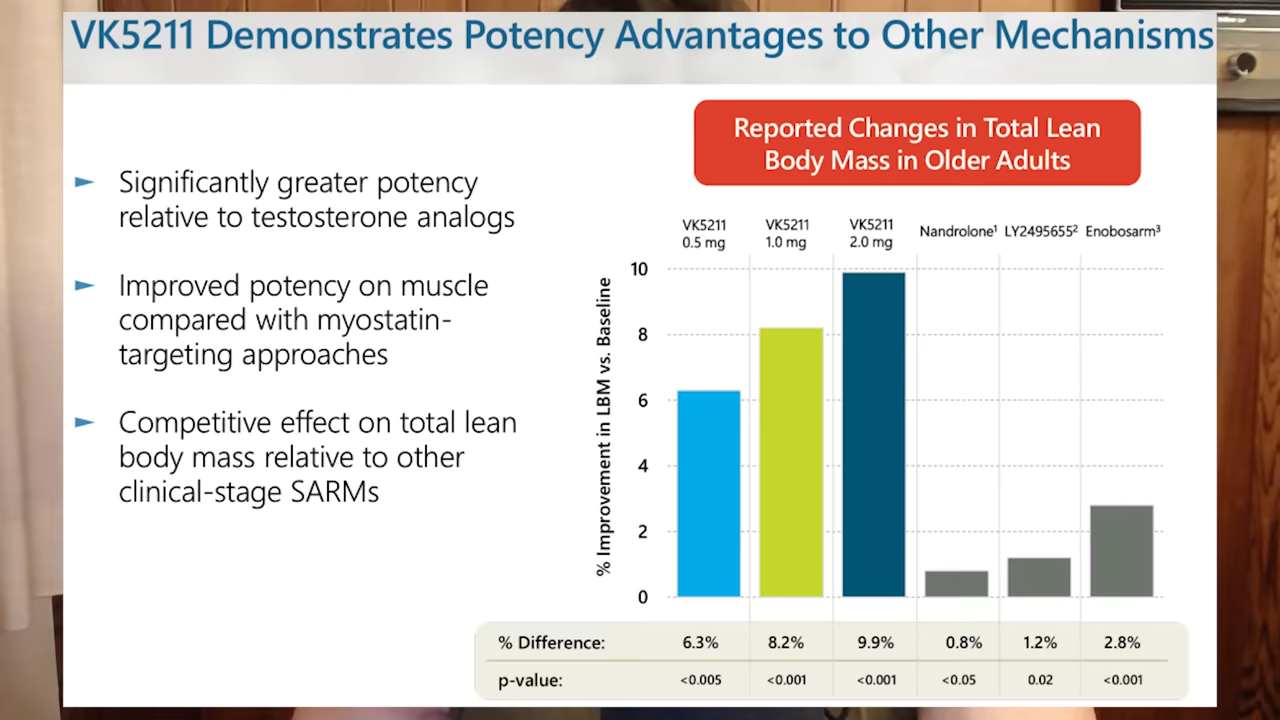 VK5211 Demonstrates Potency Advantages to Other Mechanisms
► Significantly greater potency
relative to testosterone analogs
► Improved potency on muscle
compared with myostatin-
targeting approaches
► Competitive effect on total lean
body mass relative to other
clinical-stage SARMs
Reported Changes in Total Lean
Body Mass in Older Adults
VK5211
0.5 mg
VK5211
1.0 mg
VK5211
2.0 mg
Nandrolone¹
LY2495655²
Enobosarm³
% Improvement in LBM vs. Baseline
10
8
6
4
2
0
% Difference: 6.3% 8.2% 9.9% 0.8% 1.2% 2.8%
p-value: <0.005 <0.001 <0.001 <0.05 0.02 <0.001